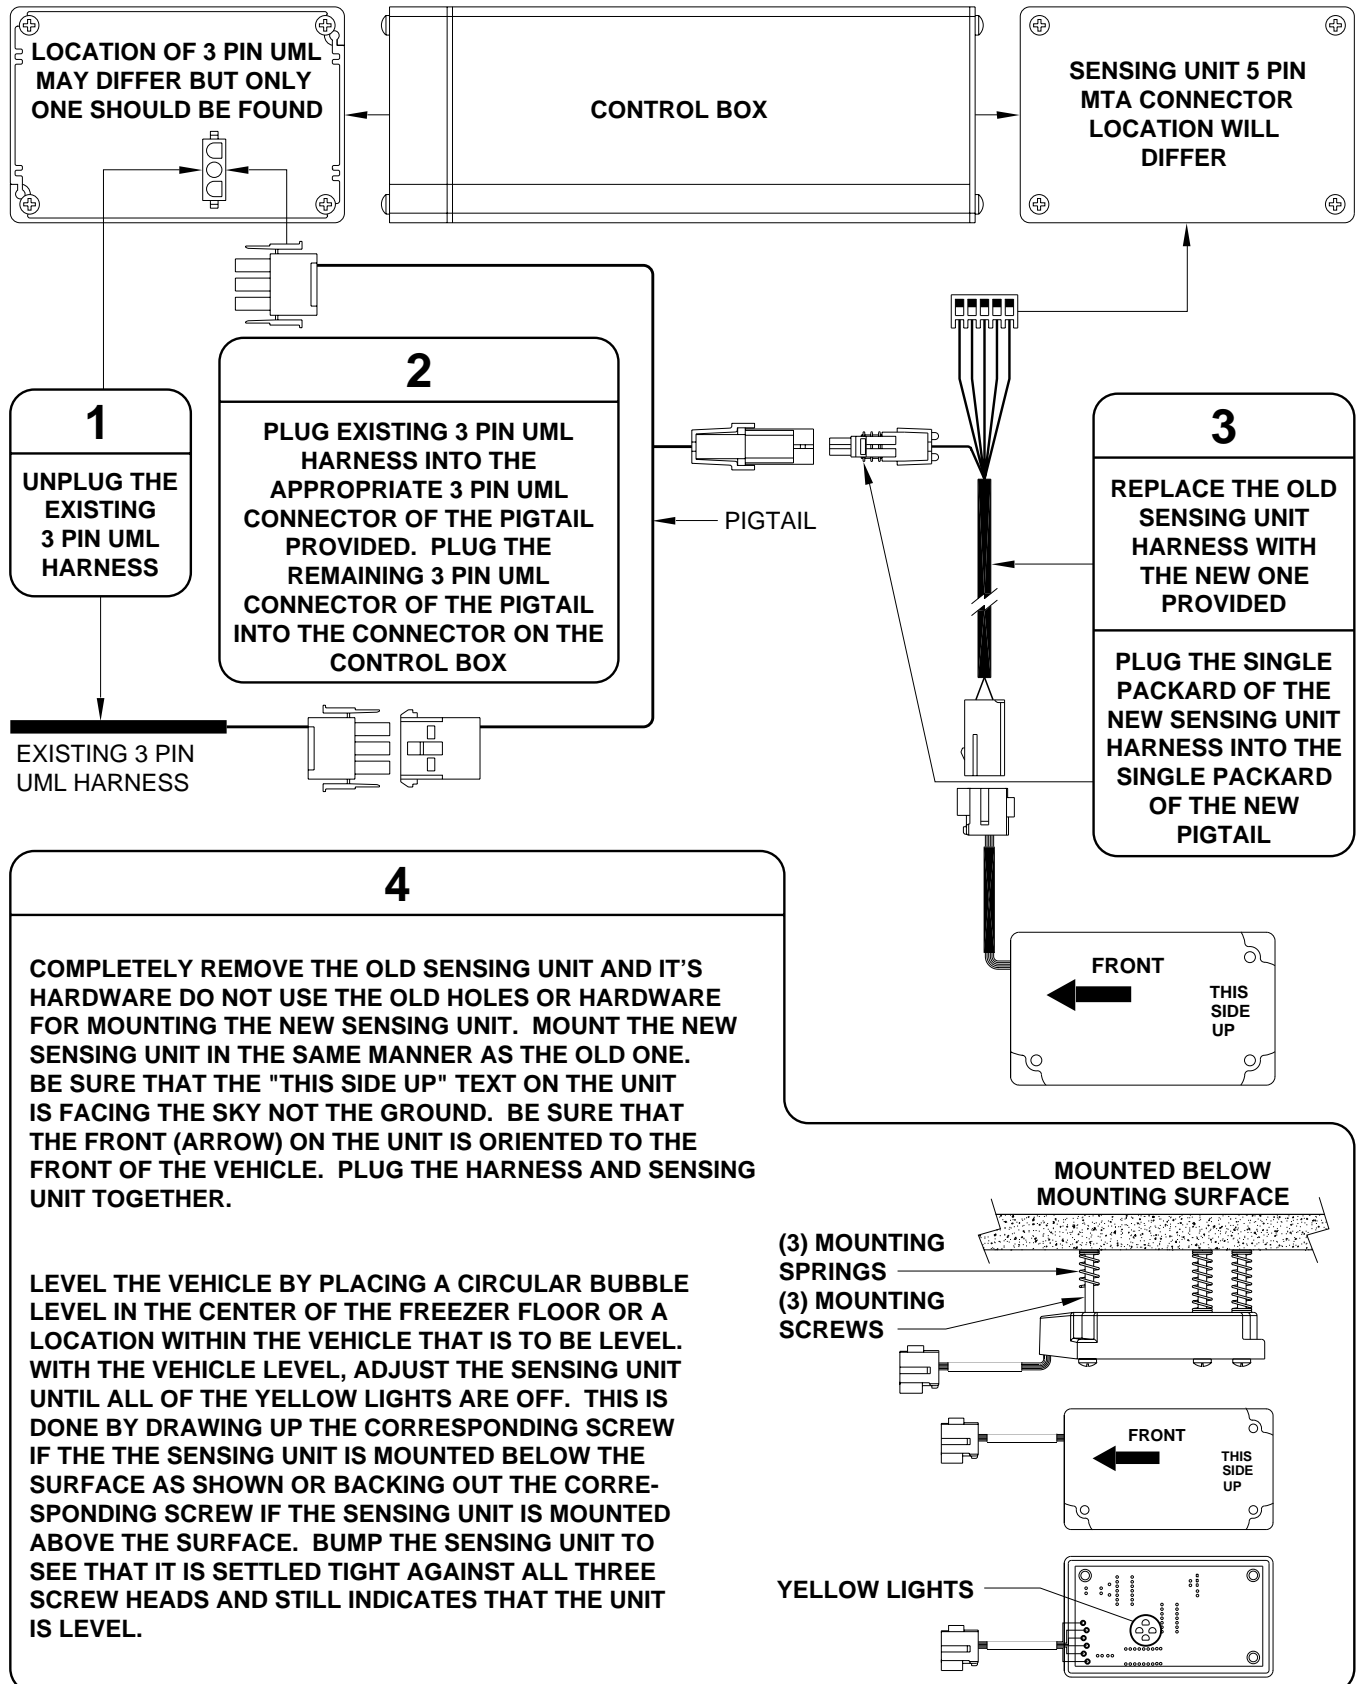 LOCATION OF 3 PIN UML
MAY DIFFER BUT ONLY
ONE SHOULD BE FOUND
CONTROL BOX
SENSING UNIT 5 PIN
MTA CONNECTOR
LOCATION WILL
DIFFER
1
UNPLUG THE
EXISTING
3 PIN UML
HARNESS
2
PLUG EXISTING 3 PIN UML
HARNESS INTO THE
APPROPRIATE 3 PIN UML
CONNECTOR OF THE PIGTAIL
PROVIDED.  PLUG THE
REMAINING 3 PIN UML
CONNECTOR OF THE PIGTAIL
INTO THE CONNECTOR ON THE
CONTROL BOX
PIGTAIL
3
REPLACE THE OLD
SENSING UNIT
HARNESS WITH
THE NEW ONE
PROVIDED
PLUG THE SINGLE
PACKARD OF THE
NEW SENSING UNIT
HARNESS INTO THE
SINGLE PACKARD
OF THE NEW
PIGTAIL
EXISTING 3 PIN
UML HARNESS
FRONT
THIS
SIDE
UP
4
COMPLETELY REMOVE THE OLD SENSING UNIT AND IT'S
HARDWARE DO NOT USE THE OLD HOLES OR HARDWARE
FOR MOUNTING THE NEW SENSING UNIT.  MOUNT THE NEW
SENSING UNIT IN THE SAME MANNER AS THE OLD ONE.
BE SURE THAT THE "THIS SIDE UP" TEXT ON THE UNIT
IS FACING THE SKY NOT THE GROUND.  BE SURE THAT
THE FRONT (ARROW) ON THE UNIT IS ORIENTED TO THE
FRONT OF THE VEHICLE.  PLUG THE HARNESS AND SENSING
UNIT TOGETHER.
LEVEL THE VEHICLE BY PLACING A CIRCULAR BUBBLE
LEVEL IN THE CENTER OF THE FREEZER FLOOR OR A
LOCATION WITHIN THE VEHICLE THAT IS TO BE LEVEL.
WITH THE VEHICLE LEVEL, ADJUST THE SENSING UNIT
UNTIL ALL OF THE YELLOW LIGHTS ARE OFF.  THIS IS
DONE BY DRAWING UP THE CORRESPONDING SCREW
IF THE THE SENSING UNIT IS MOUNTED BELOW THE
SURFACE AS SHOWN OR BACKING OUT THE CORRE-
SPONDING SCREW IF THE SENSING UNIT IS MOUNTED
ABOVE THE SURFACE.  BUMP THE SENSING UNIT TO
SEE THAT IT IS SETTLED TIGHT AGAINST ALL THREE
SCREW HEADS AND STILL INDICATES THAT THE UNIT
IS LEVEL.
MOUNTED BELOW
MOUNTING SURFACE
(3) MOUNTING
SPRINGS
(3) MOUNTING
SCREWS
FRONT
THIS
SIDE
UP
YELLOW LIGHTS